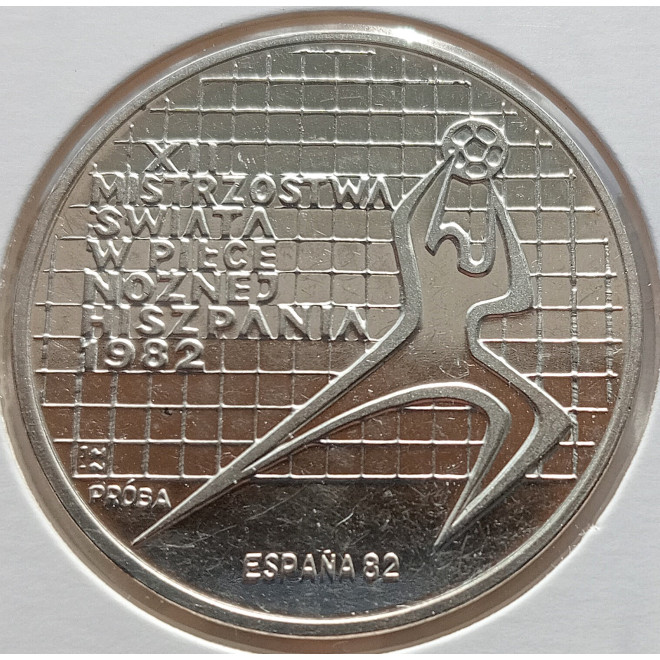 XII
MISTRZOSTWA
ŚWIATA
W PIŁCE
NOŻNEJ
HISZPANIA
1982
PRÓBA
ESPAÑA 82